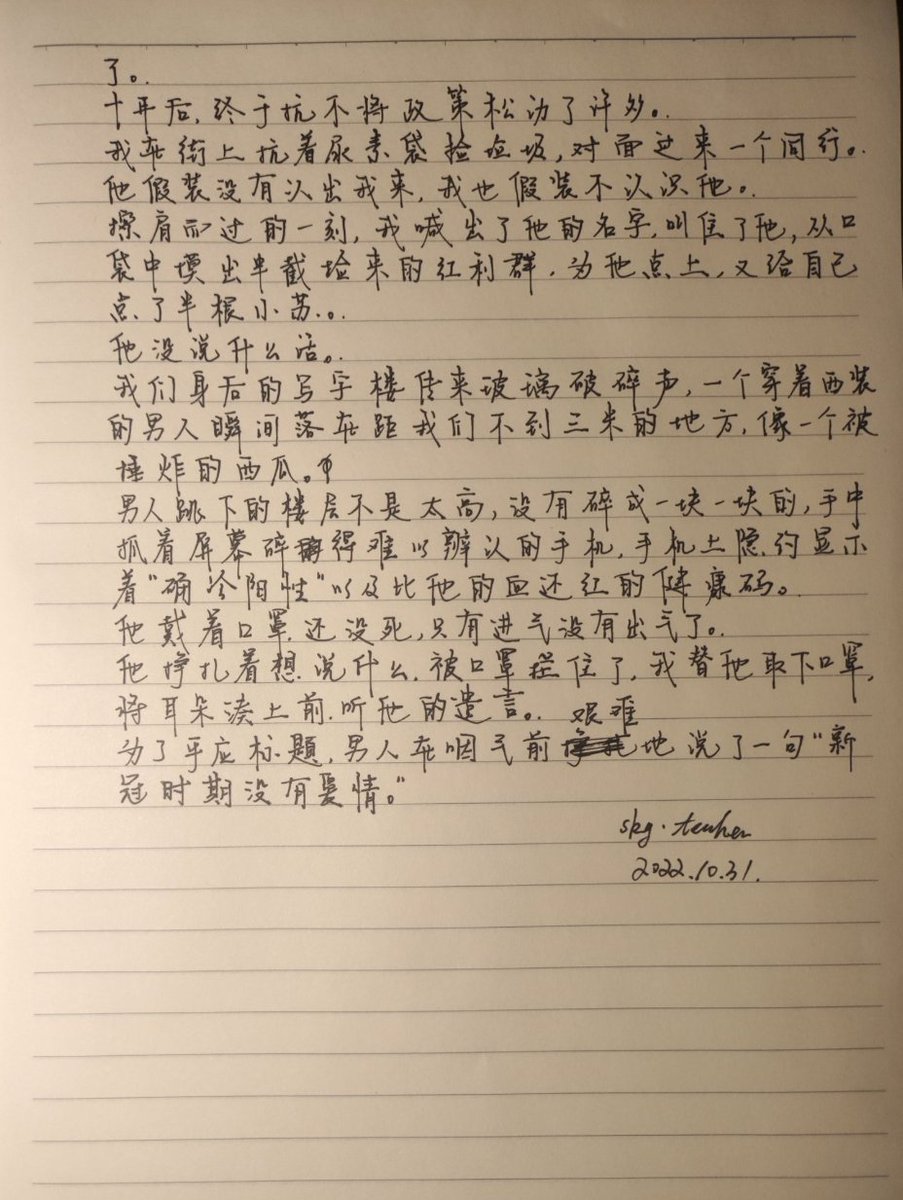 了。
十年后,终于抗不将政策松动了许多。
我在街上抗着尿素袋捡垃圾,对面过来一个同行。
他假装没有认出我来,我也假装不认识他。
擦肩而过的一刻,我喊出了他的名字,叫住了他,从口
袋中摸出半截捡来的红利群,为他点上,又给自己
点了半根小苏。
他没说什么话。
我们身后的写字楼传来玻璃破碎声,一个穿着西装
的男人瞬间落在距我们不到三米的地方,像一个被
捶炸的西瓜。
男人跳下的楼层不是太高,没有碎成一块一块的,手中
抓着屏幕碎得难以辨认的手机,手机上隐约显示
着"确冷阳性"以及比他的血还红的健康码。
他戴着口罩,还没死,只有进气没有出气了。
他挣扎着想说什么,被口罩拦住了,我替他取下口罩,
将耳朵凑上前,听他的遗言。
为了乎应标题,男人在咽气前艰难地说了一句"新
冠时期没有爱情。"
skg·
2022.10.31.